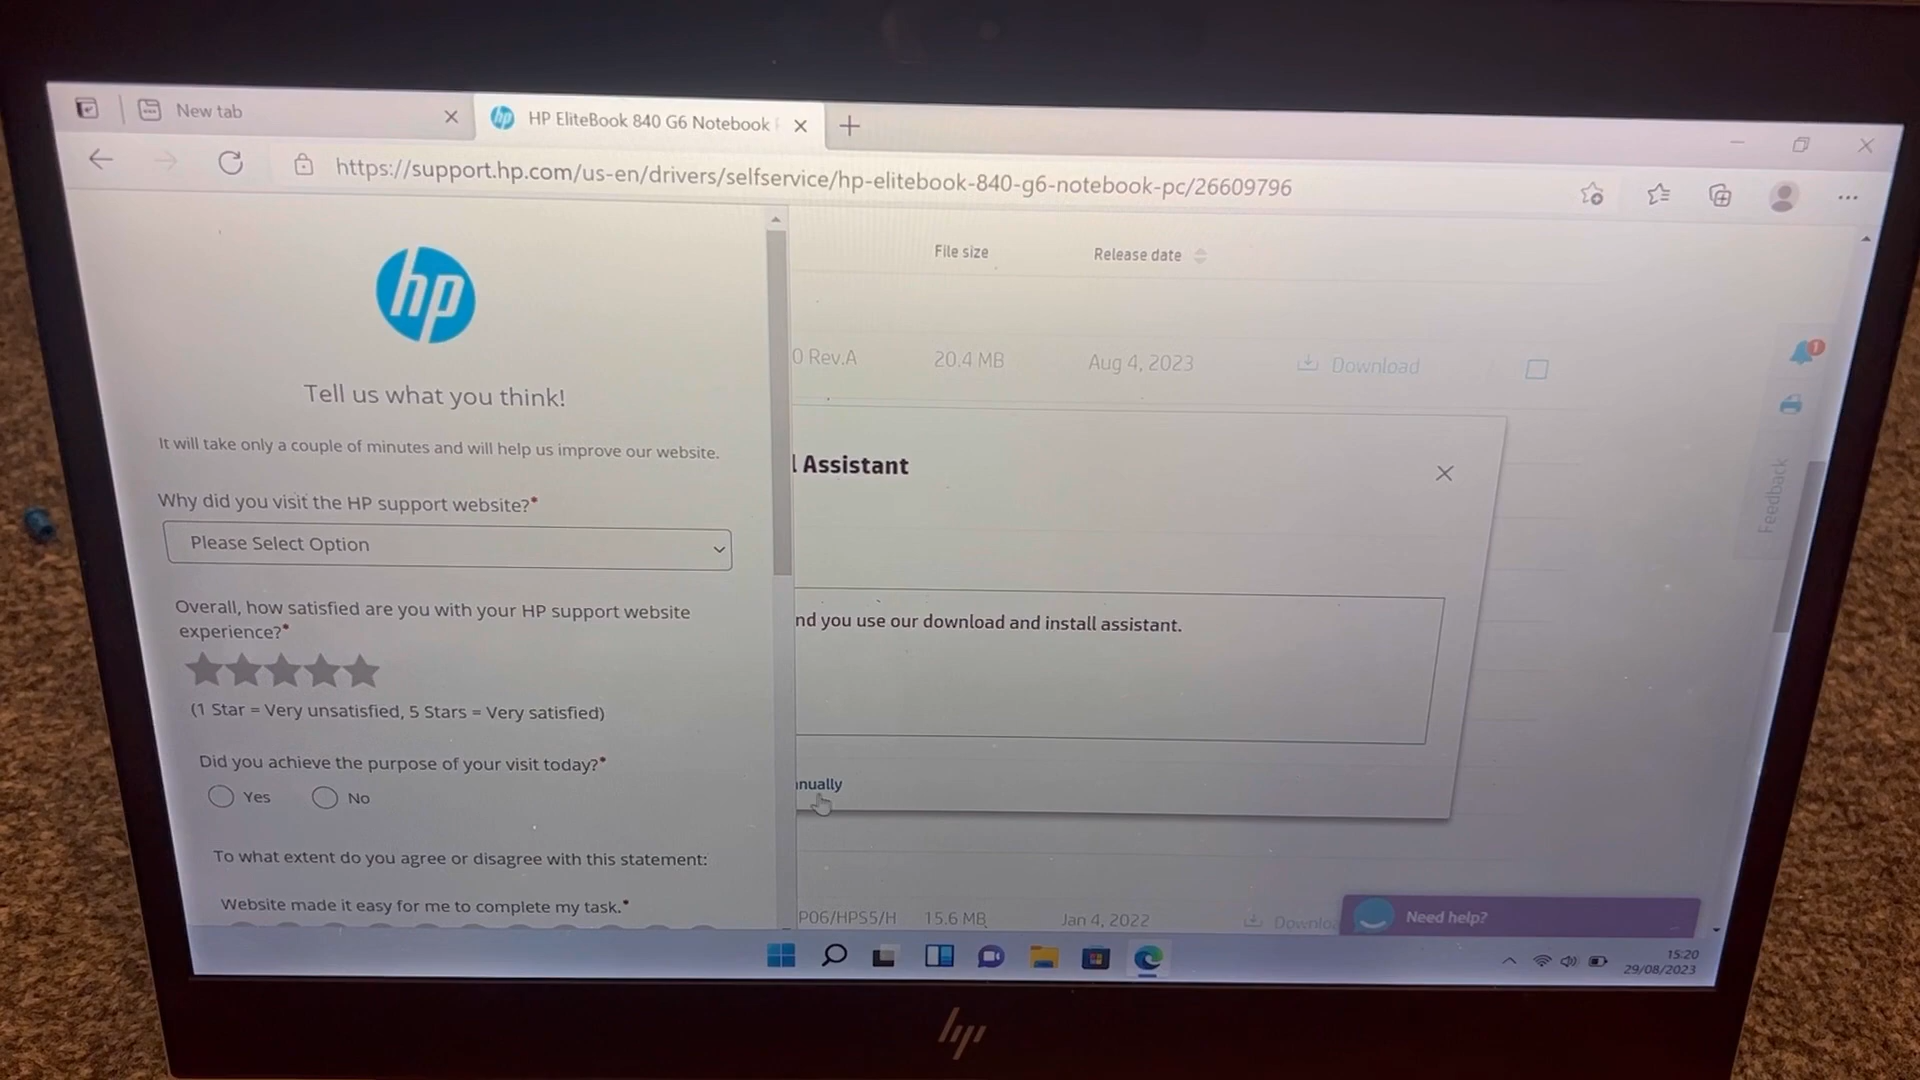 New tab
HP EliteBook 840 G6 Notebook
https://support.hp.com/us-en/drivers/selfservice/hp-elitebook-840-g6-notebook-pc/26609796
hp
Tell us what you think!
It will take only a couple of minutes and will help us improve our website.
Why did you visit the HP support website?*
Please Select Option
Overall, how satisfied are you with your HP support website
experience?*
(1 Star = Very unsatisfied, 5 Stars = Very satisfied)
Did you achieve the purpose of your visit today?*
Yes No
To what extent do you agree or disagree with this statement:
Website made it easy for me to complete my task.*
File size Release date
0 Rev.A 20.4 MB Aug 4, 2023 Download
l Assistant
nd you use our download and install assistant.
nually
P06/HPS5/H 15.6 MB Jan 4, 2022 Downloa
1
Feedback
Need help?
15:20
29/08/2023
hp